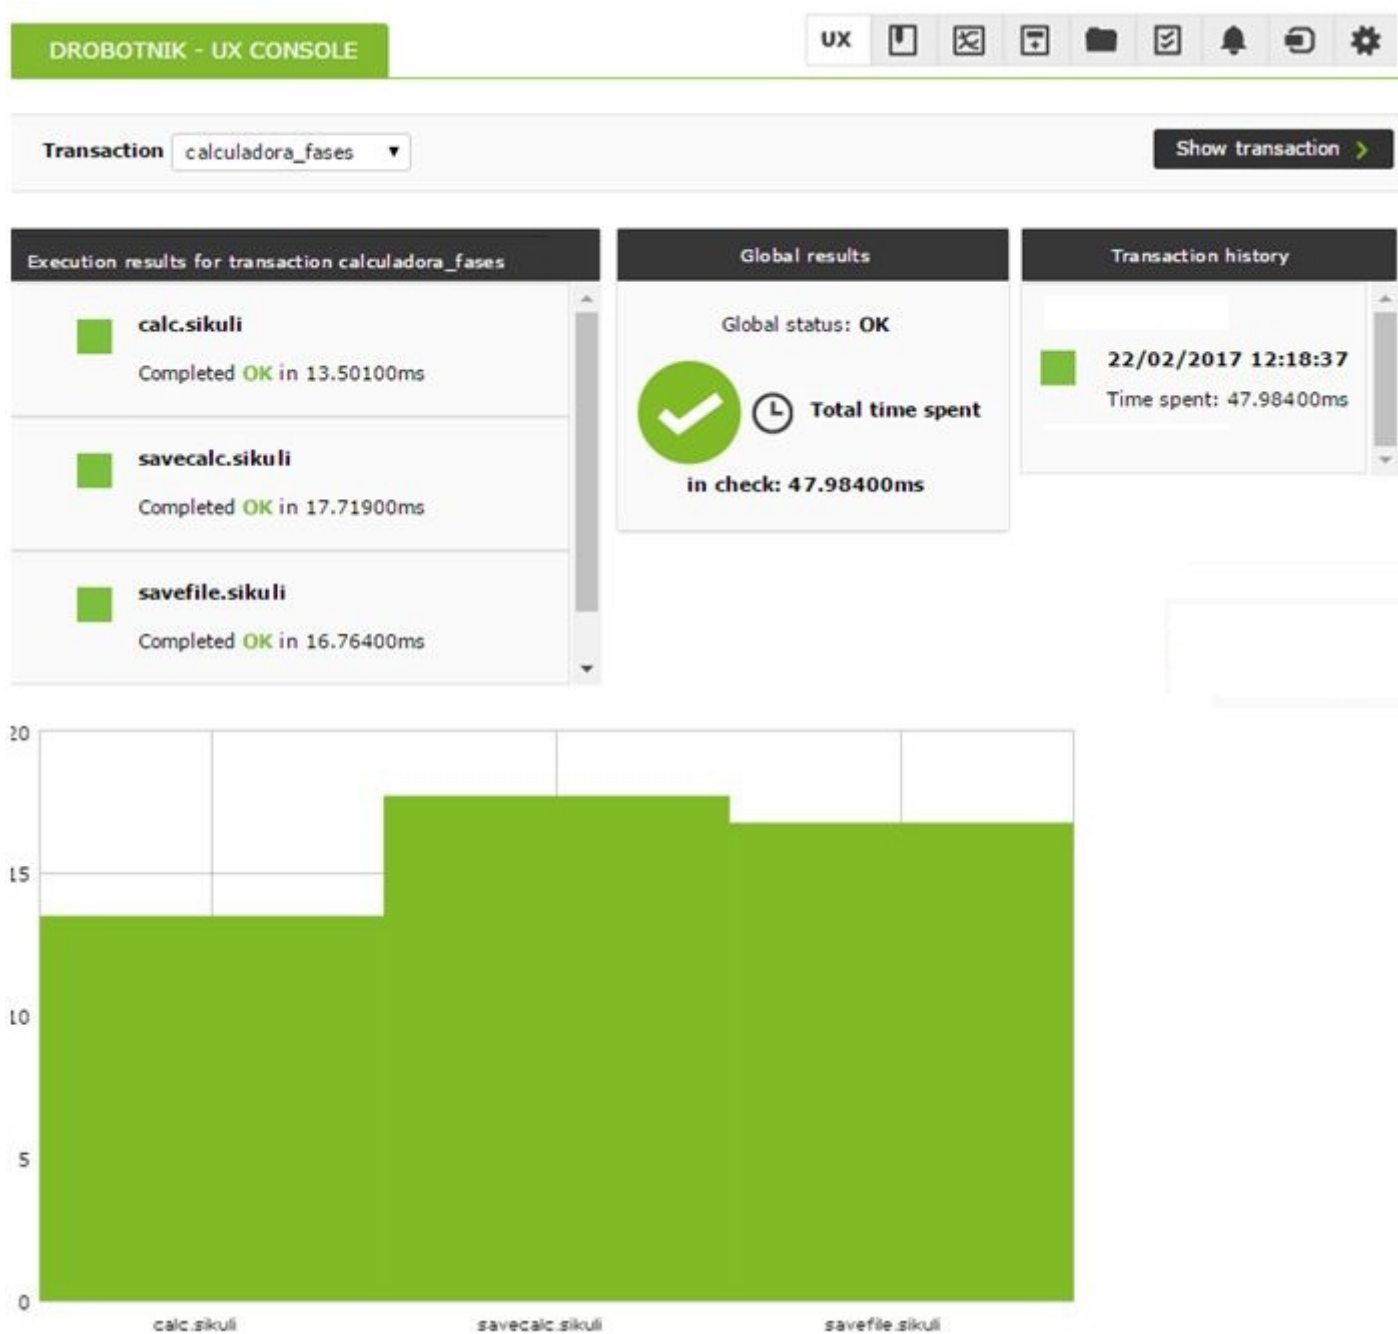 DROBOTNIK - UX CONSOLE
UX
Transaction calculadora_fases
Show transaction
Execution results for transaction calculadora_fases
calc.sikuli
Completed OK in 13.50100ms
savecalc.sikuli
Completed OK in 17.71900ms
savefile.sikuli
Completed OK in 16.76400ms
Global results
Global status: OK
Total time spent
in check: 47.98400ms
Transaction history
22/02/2017 12:18:37
Time spent: 47.98400ms
20
15
10
5
0
calc.sikuli
savecalc.sikuli
savefile.sikuli